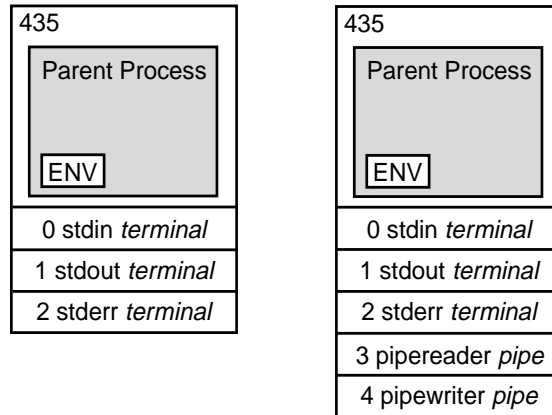 435
Parent Process
ENV
0 stdin terminal
1 stdout terminal
2 stderr terminal
435
Parent Process
ENV
0 stdin terminal
1 stdout terminal
2 stderr terminal
3 pipereader pipe
4 pipewriter pipe